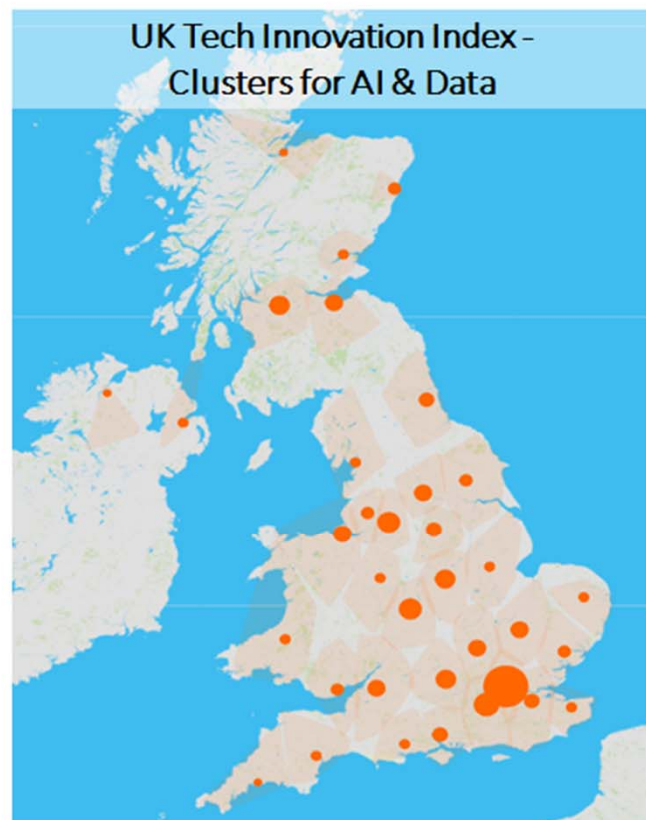 UK Tech Innovation Index -
Clusters for AI & Data